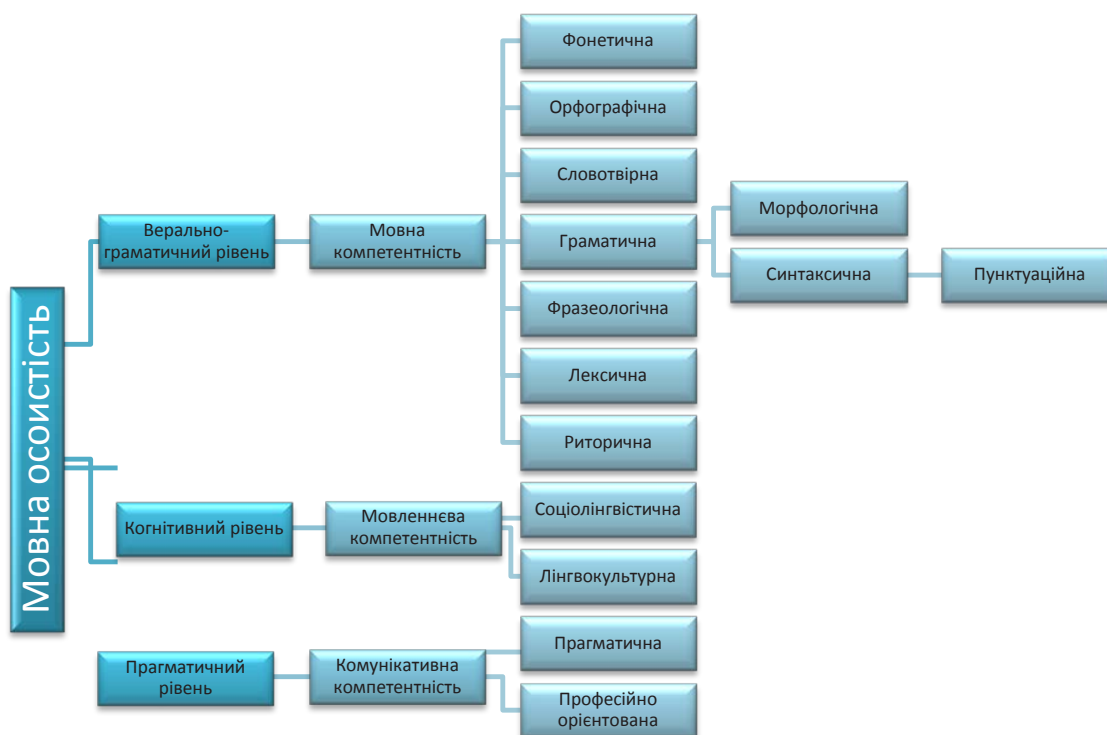 Мовна осоистість
Верально-
граматичний рівень
Мовна
компетентність
Фонетична
Орфографічна
Словотвірна
Граматична
Морфологічна
Синтаксична
Пунктуаційна
Фразеологічна
Лексична
Риторична
Когнітивний рівень
Мовленнєва
компетентність
Соціолінгвістична
Лінгвокультурна
Прагматичний
рівень
Комунікативна
компетентність
Прагматична
Професійно
орієнтована